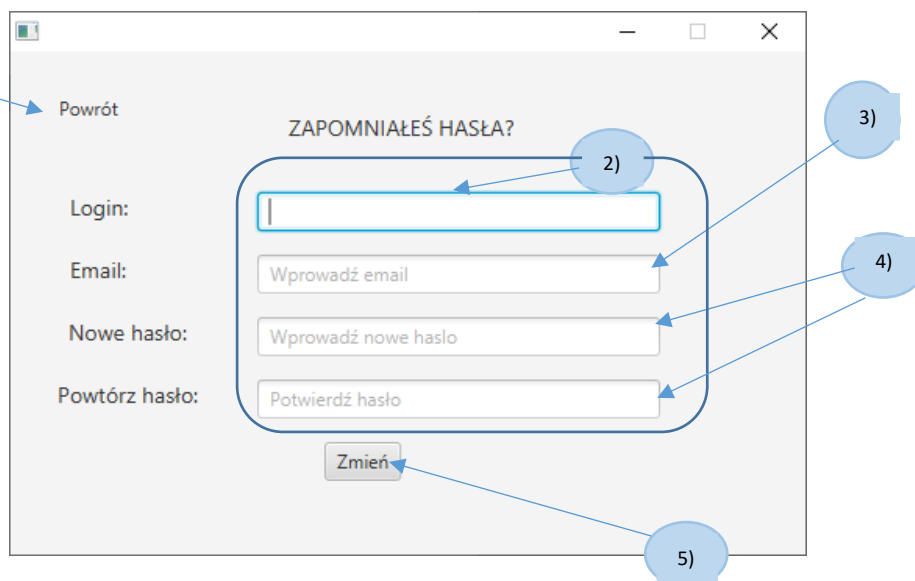 Powrót
ZAPOMNIAŁEŚ HASŁA?
3)
2)
Login:
Email:
Wprowadź email
4)
Nowe hasło:
Wprowadź nowe haslo
Powtórz hasło:
Potwierdź hasło
Zmień
5)